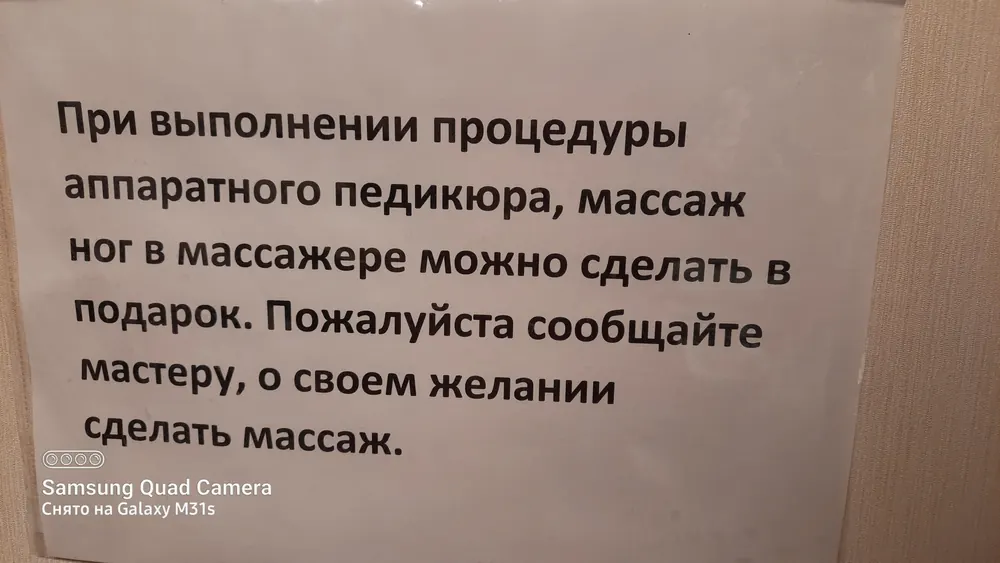 При выполнении процедуры
аппаратного педикюра, массаж
ног в массажере можно сделать в
подарок. Пожалуйста сообщайте
мастеру, о своем желании
сделать массаж.
Samsung Quad Camera
Снято на Galaxy M31s